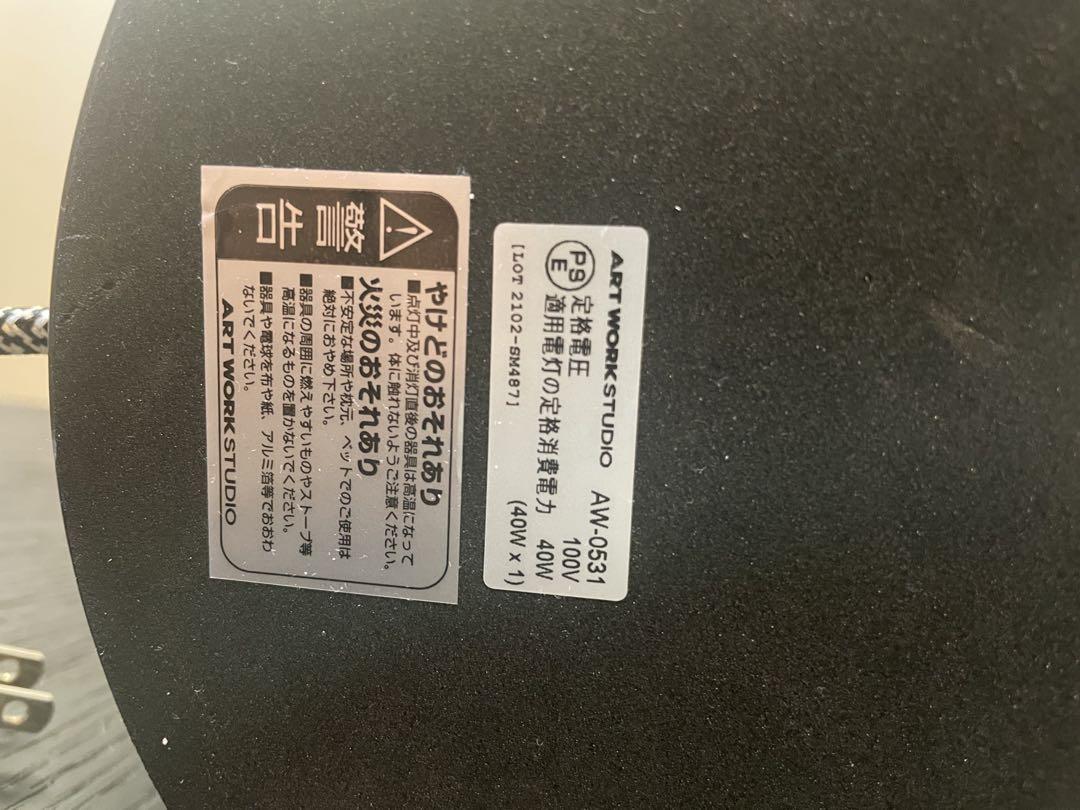 警告
やけどのおそれあり
■点灯中及び消灯直後の器具は高温になって
います。体に触れないようご注意ください。
火災のおそれあり
■不安定な場所や枕元、ベットでのご使用は
絶対におやめ下さい。
■器具の周囲に燃えやすいものやストーブ等
高温になるものを置かないでください。
■器具や電球を布や紙、アルミ箔等でおおわ
ないでください。
ART WORK STUDIO
ART WORK STUDIO AW-0531
PSE 定格電圧 100V
適用電灯の定格消費電力 40W
[LOT 2102-SM487] (40W x 1)